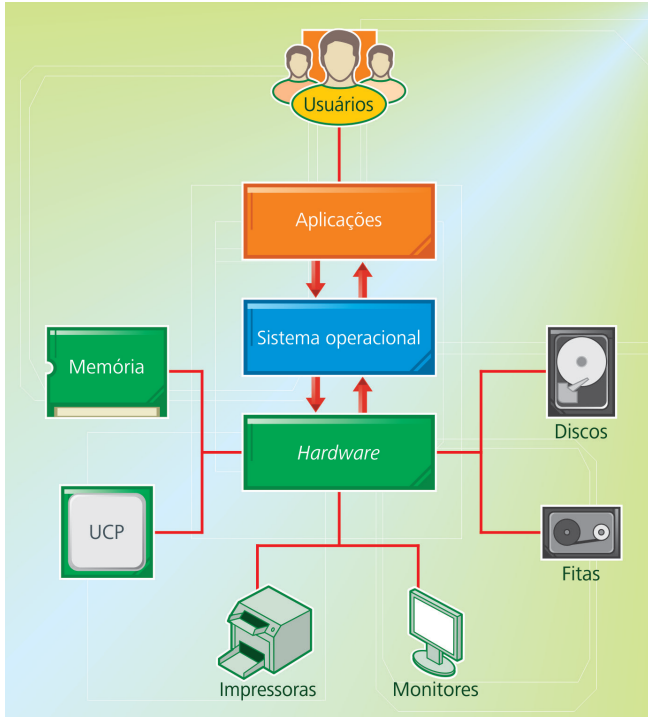 Usuários
Aplicações
Sistema operacional
Memória
Hardware
Discos
UCP
Fitas
Impressoras
Monitores